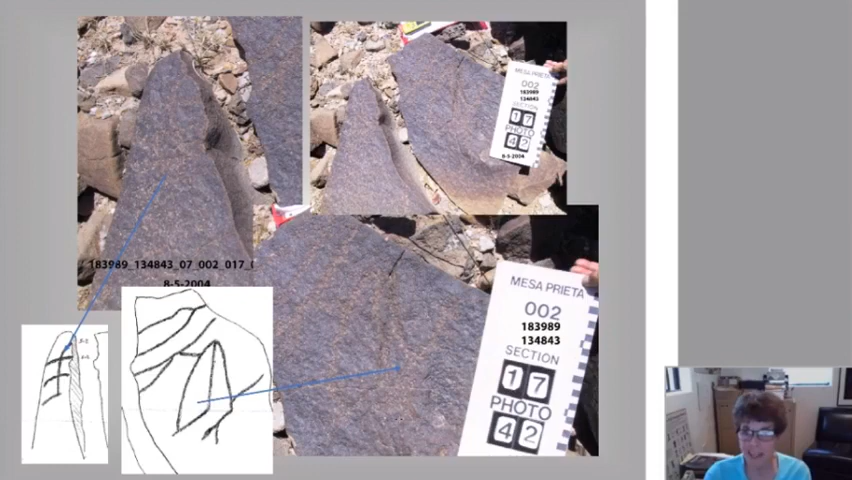 MESA PRIETA
002
183989
134843
SECTION
17
PHOTO
42
8-5-2004
183989_134843_07_002_017_
8-5-2004
MESA PRIETA
002
183989
134843
SECTION
17
PHOTO
42